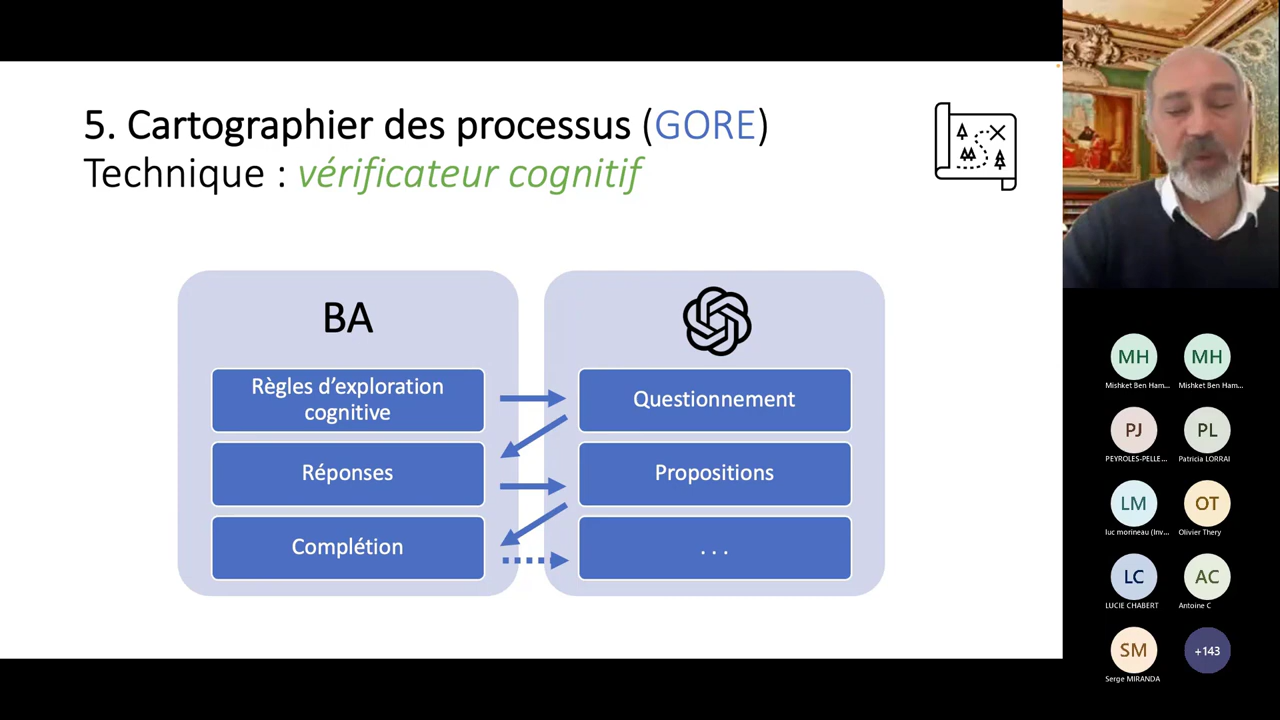 5. Cartographier des processus (GORE)
Technique : vérificateur cognitif
BA
Règles d’exploration
cognitive
Questionnement
Réponses
Propositions
Complétion
. . .
MH
MH
Mishket Ben Ham...
Mishket Ben Ham...
PJ
PL
PEYROLES-PELLE...
Patricia LORRAI
LM
OT
luc morineau (Inv...
Olivier Thery
LC
AC
LUCIE CHABERT
Antoine C
SM
+143
Serge MIRANDA